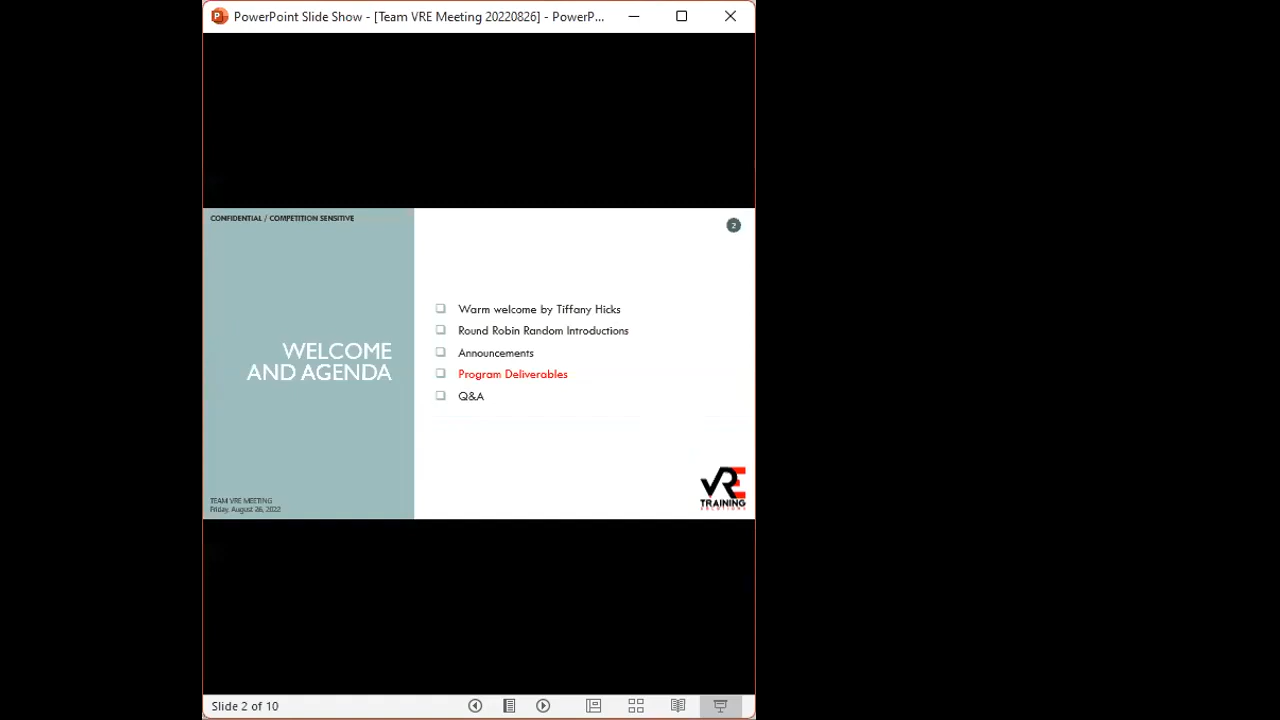 PowerPoint Slide Show - [Team VRE Meeting 20220826] - PowerP...
CONFIDENTIAL / COMPETITION SENSITIVE
2
Warm welcome by Tiffany Hicks
Round Robin Random Introductions
WELCOME
AND AGENDA
Announcements
Program Deliverables
Q&A
VRE
TRAINING
SOLUTIONS
TEAM VRE MEETING
Friday, August 26, 2022
Slide 2 of 10